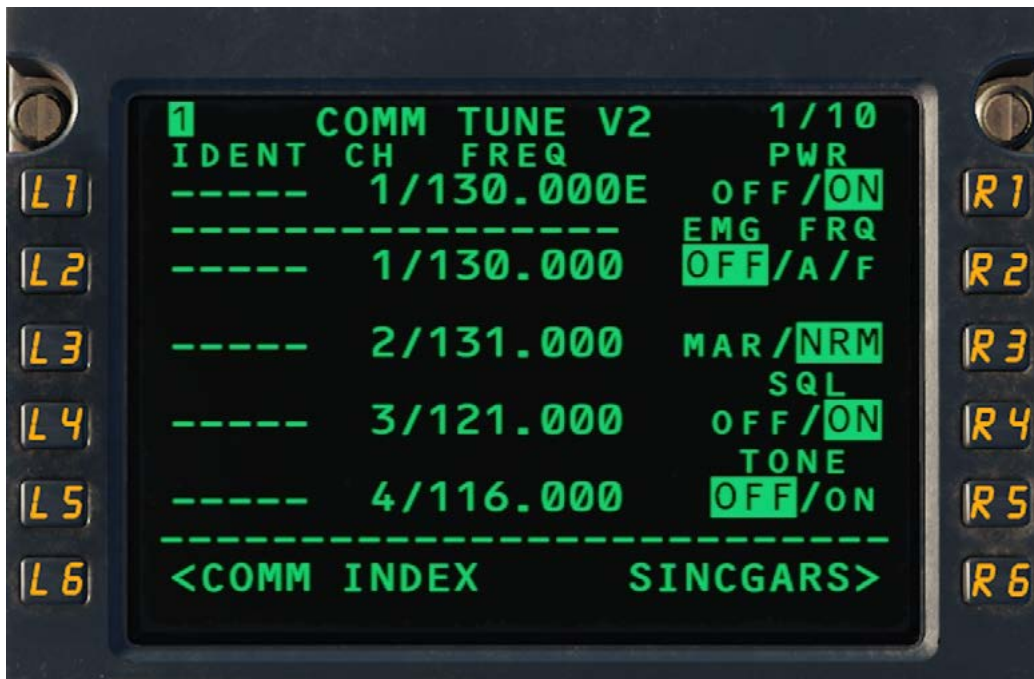 1 COMM TUNE V2 1/10
IDENT CH FREQ PWR
L1 ----- 1/130.000E OFF/ON R1
----------------- EMG FRQ
L2 ----- 1/130.000 OFF/A/F R2
L3 ----- 2/131.000 MAR/NRM R3
SQL
L4 ----- 3/121.000 OFF/ON R4
TONE
L5 ----- 4/116.000 OFF/ON R5
---------------------------
L6 <COMM INDEX SINCGARS> R6